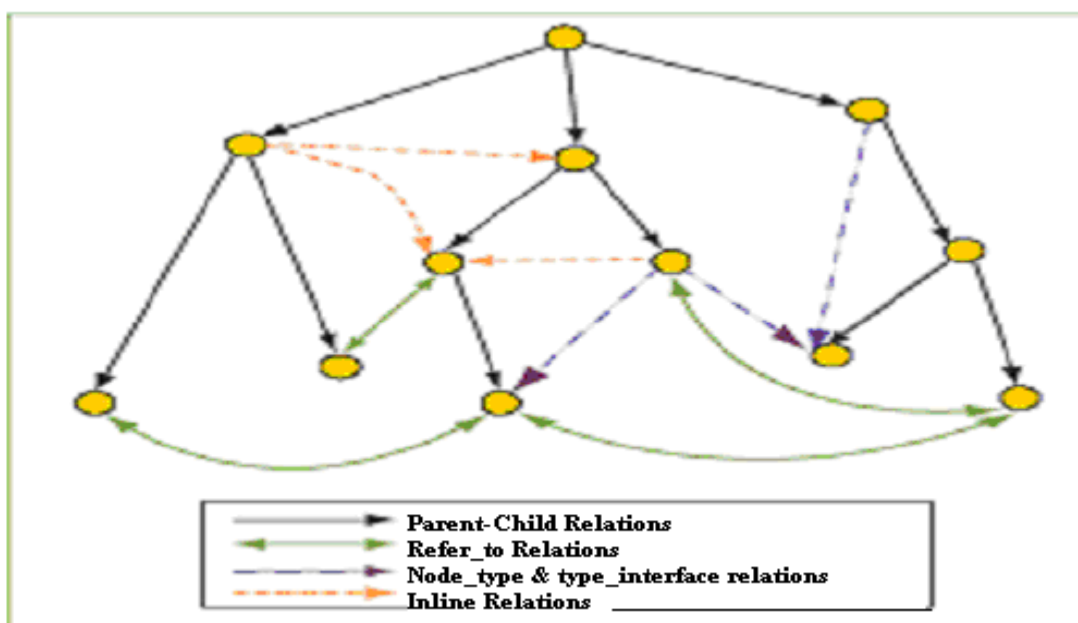 Parent-Child Relations
Refer_to Relations
Node_type & type_interface relations
Inline Relations